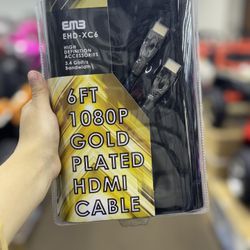 EMB
EHD-XC6
HIGH
DEFINITION
ACCESSORIES
3.4 Gbit/s
bandwidth
6FT
1080P
GOLD
PLATED
HDMI
CABLE